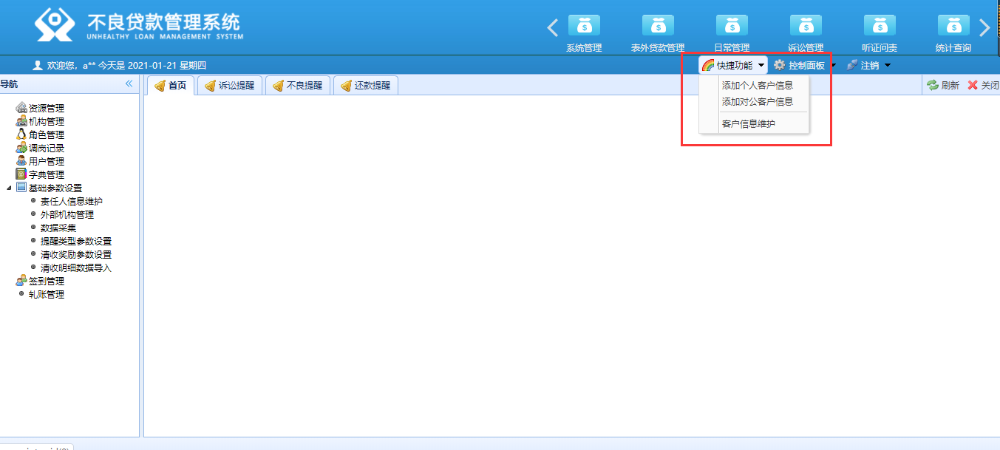 不良贷款管理系统
UNHEALTHY LOAN MANAGEMENT SYSTEM
系统管理 表外贷款管理 日常管理 诉讼管理 听证问责 统计查询
欢迎您，a** 今天是 2021-01-21 星期四
快捷功能 控制面板 注销
导航
首页 诉讼提醒 不良提醒 还款提醒
刷新 关闭
添加个人客户信息
添加对公客户信息
客户信息维护
资源管理
机构管理
角色管理
调岗记录
用户管理
字典管理
基础参数设置
责任人信息维护
外部机构管理
数据采集
提醒类型参数设置
清收奖励参数设置
清收明细数据导入
签到管理
轧账管理